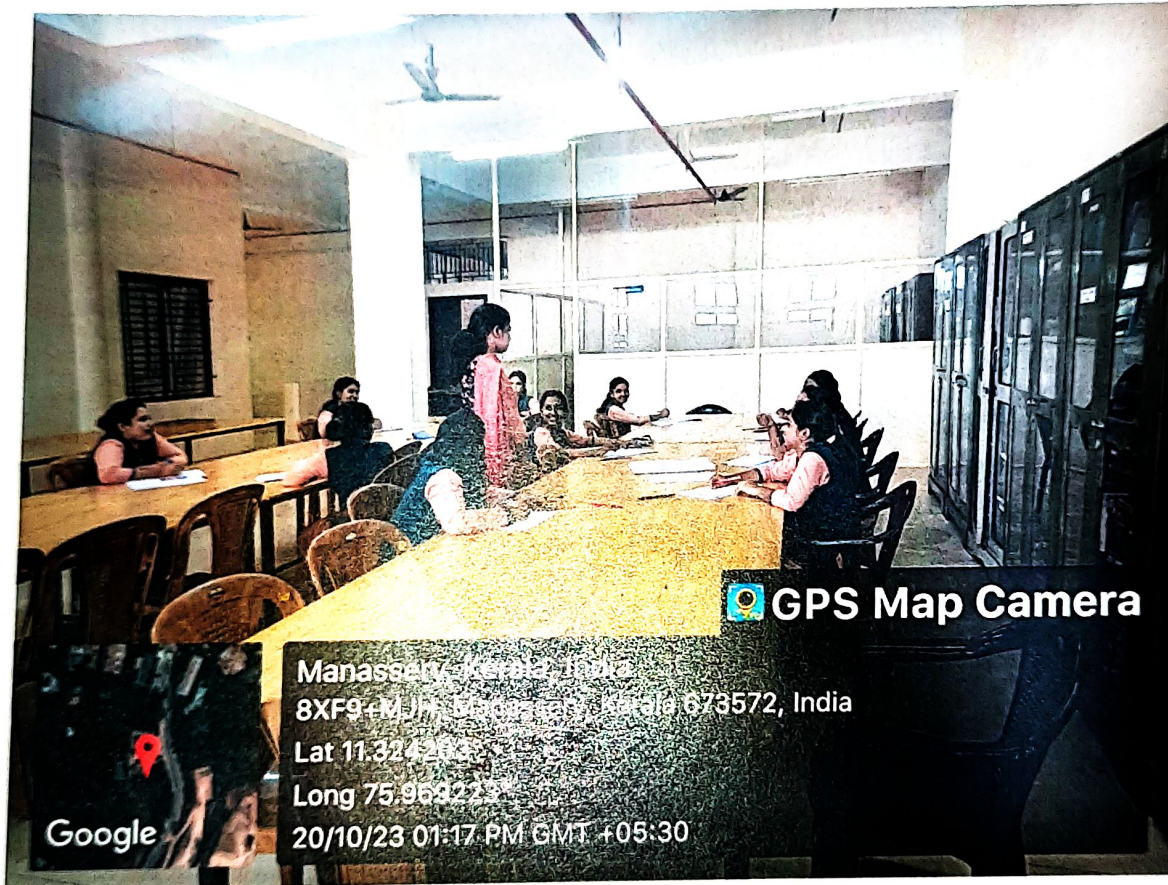 GPS Map Camera
Manassery, Kerala, India
8XF9+MJH, Manassery, Kerala 673572, India
Lat 11.324203°
Long 75.969223°
20/10/23 01:17 PM GMT +05:30
Google